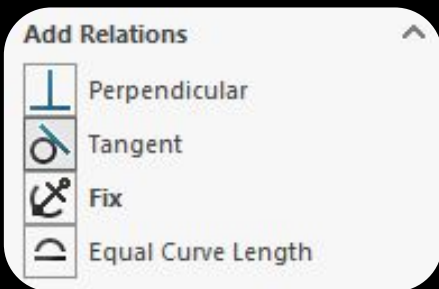 Add Relations
Perpendicular
Tangent
Fix
Equal Curve Length